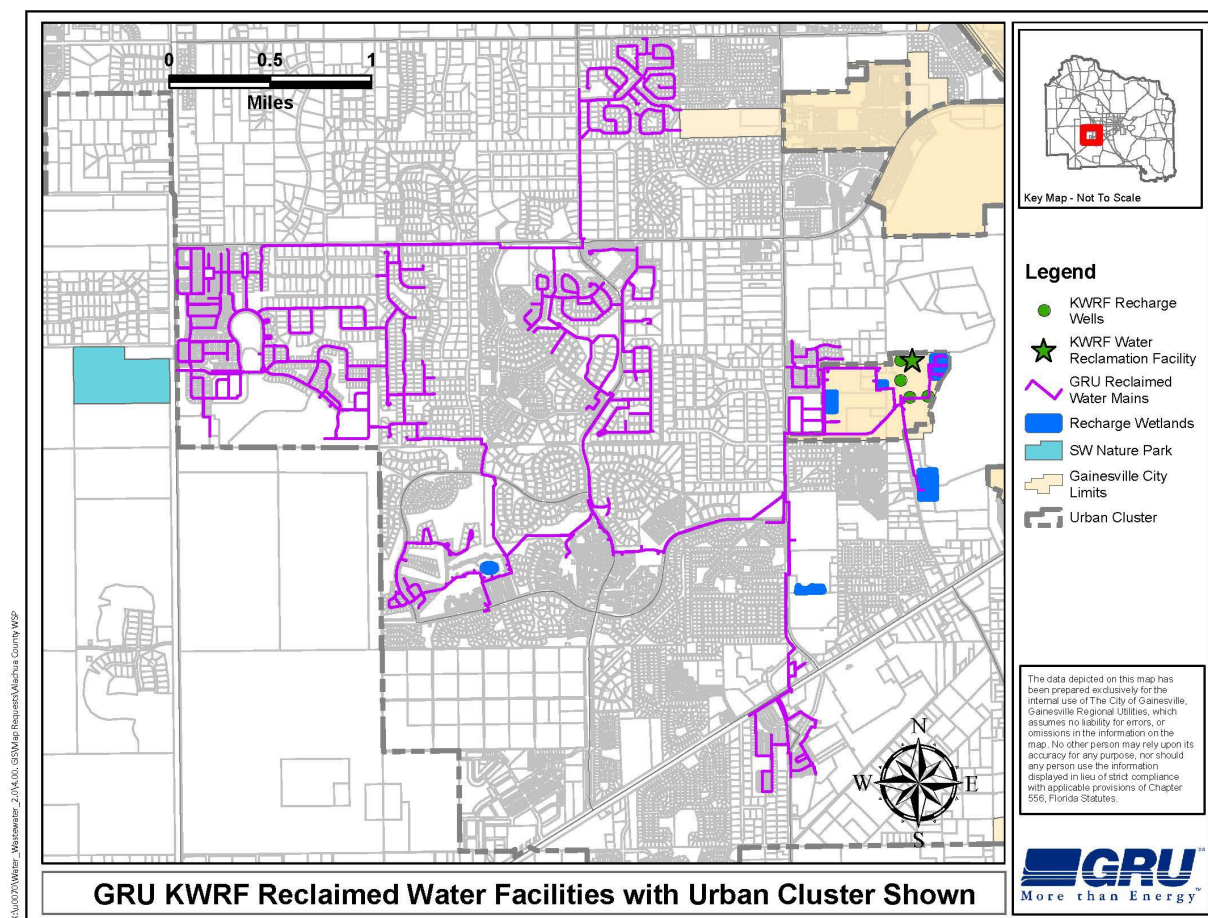 0 0.5 1
Miles
N
W E
S
Key Map - Not To Scale
Legend
KWRF Recharge
Wells
KWRF Water
Reclamation Facility
GRU Reclaimed
Water Mains
Recharge Wetlands
SW Nature Park
Gainesville City
Limits
Urban Cluster
The data depicted on this map has
been prepared exclusively for the
internal use of The City of Gainesville,
Gainesville Regional Utilities, which
assumes no liability for errors, or
omissions in the information on the
map. No other person may rely upon its
accuracy for any purpose, nor should
any person use the information
displayed in lieu of strict compliance
with applicable provisions of Chapter
556, Florida Statutes.
GRU
More than Energy
GRU KWRF Reclaimed Water Facilities with Urban Cluster Shown